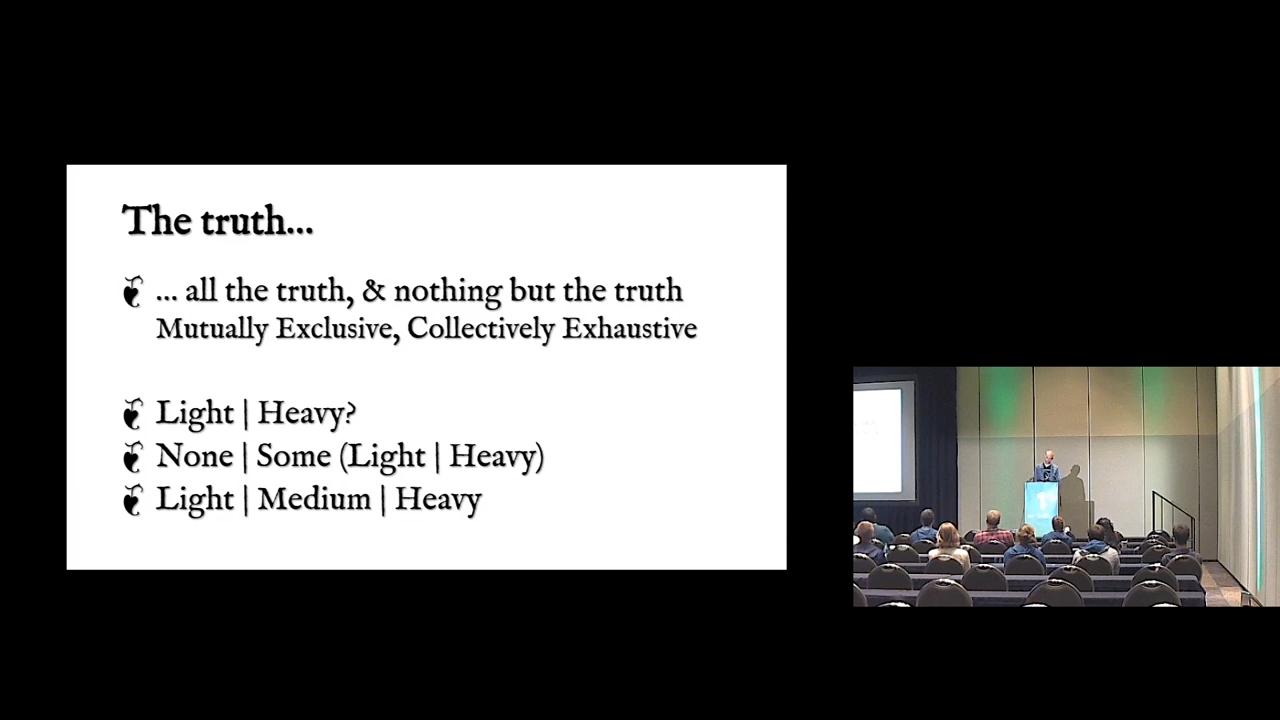 The truth...
❦ ... all the truth, & nothing but the truth
Mutually Exclusive, Collectively Exhaustive
❦ Light | Heavy?
❦ None | Some (Light | Heavy)
❦ Light | Medium | Heavy